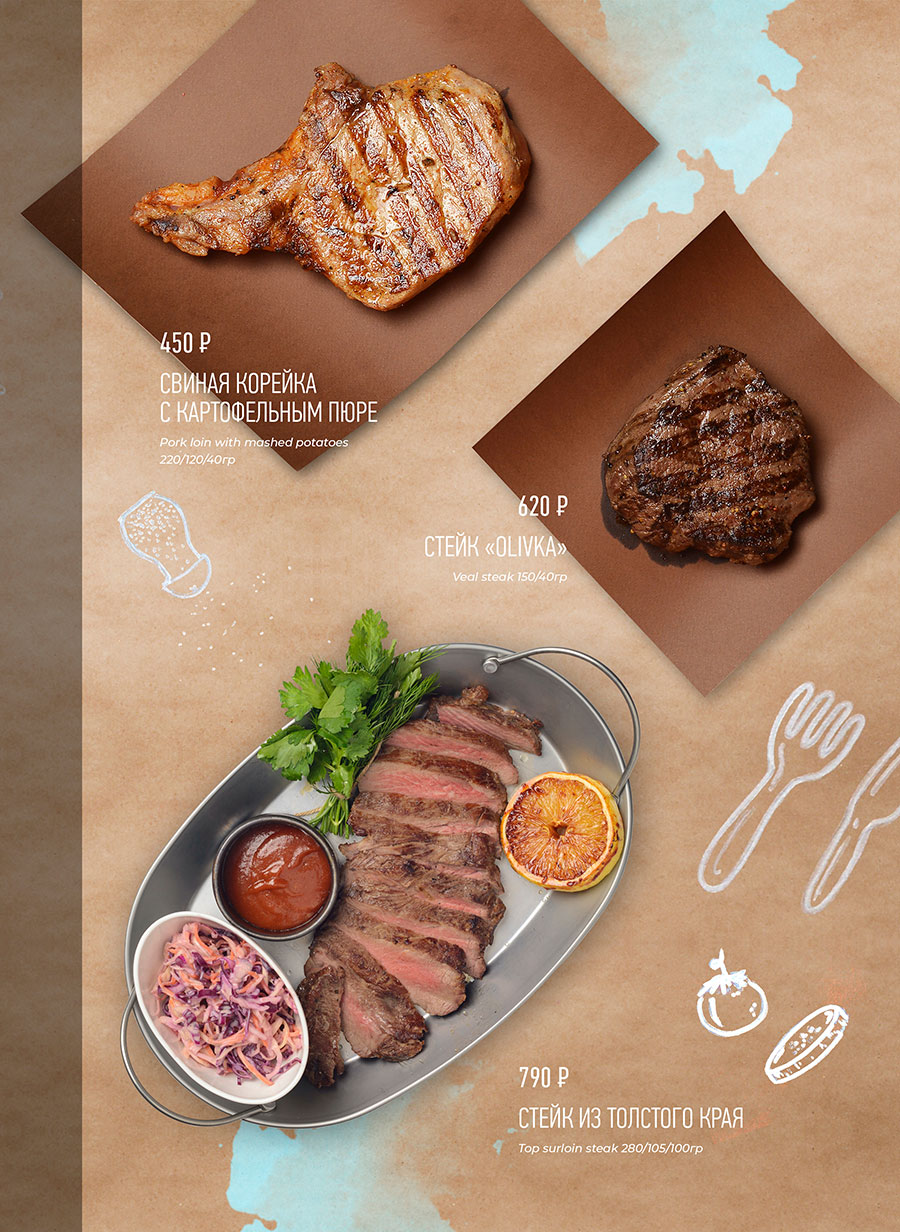 450 ₽
СВИНАЯ КОРЕЙКА
С КАРТОФЕЛЬНЫМ ПЮРЕ
Pork loin with mashed potatoes
220/120/40гр
620 ₽
СТЕЙК «OLIVKA»
Veal steak 150/40гр
790 ₽
СТЕЙК ИЗ ТОЛСТОГО КРАЯ
Top surloin steak 280/105/100гр